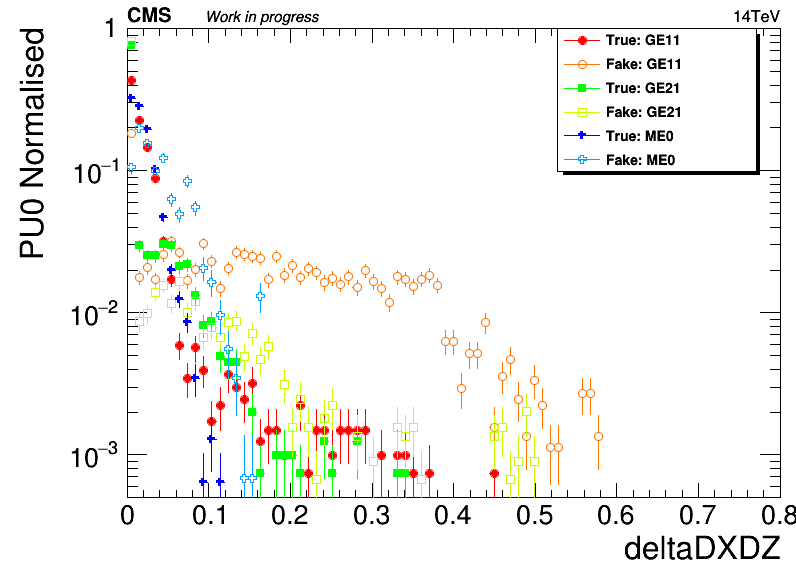 CMS Work in progress 14TeV
PU0 Normalised
True: GE11
Fake: GE11
True: GE21
Fake: GE21
True: ME0
Fake: ME0
1
10−1
10−2
10−3
0 0.1 0.2 0.3 0.4 0.5 0.6 0.7 0.8
deltaDXDZ